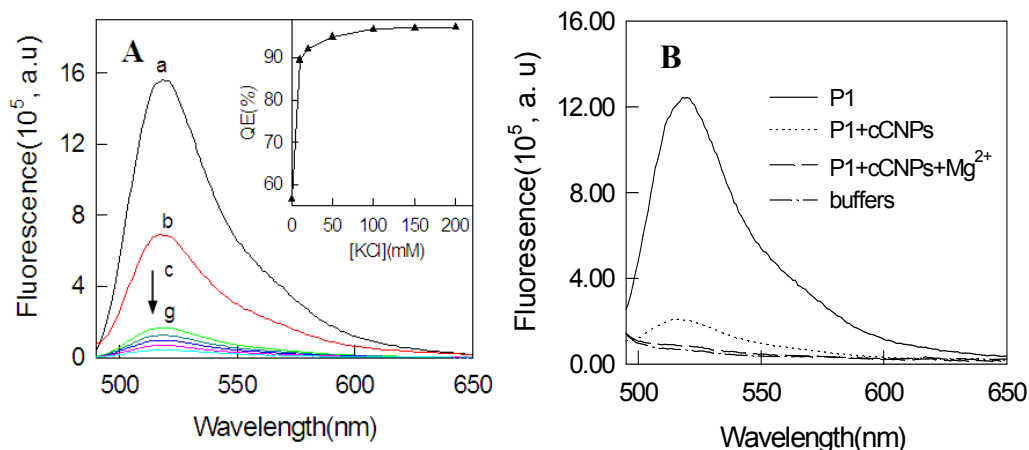 A
Fluorescence(10⁵, a.u)
16
12
8
4
0
500
550
600
650
Wavelength(nm)
a
b
c
g
QE(%)
90
80
70
60
0
50
100
150
200
[KCl](mM)
B
Fluoresence(10⁵, a. u)
16.00
12.00
8.00
4.00
0.00
500
550
600
650
Wavelength(nm)
P1
P1+cCNPs
P1+cCNPs+Mg²⁺
buffers